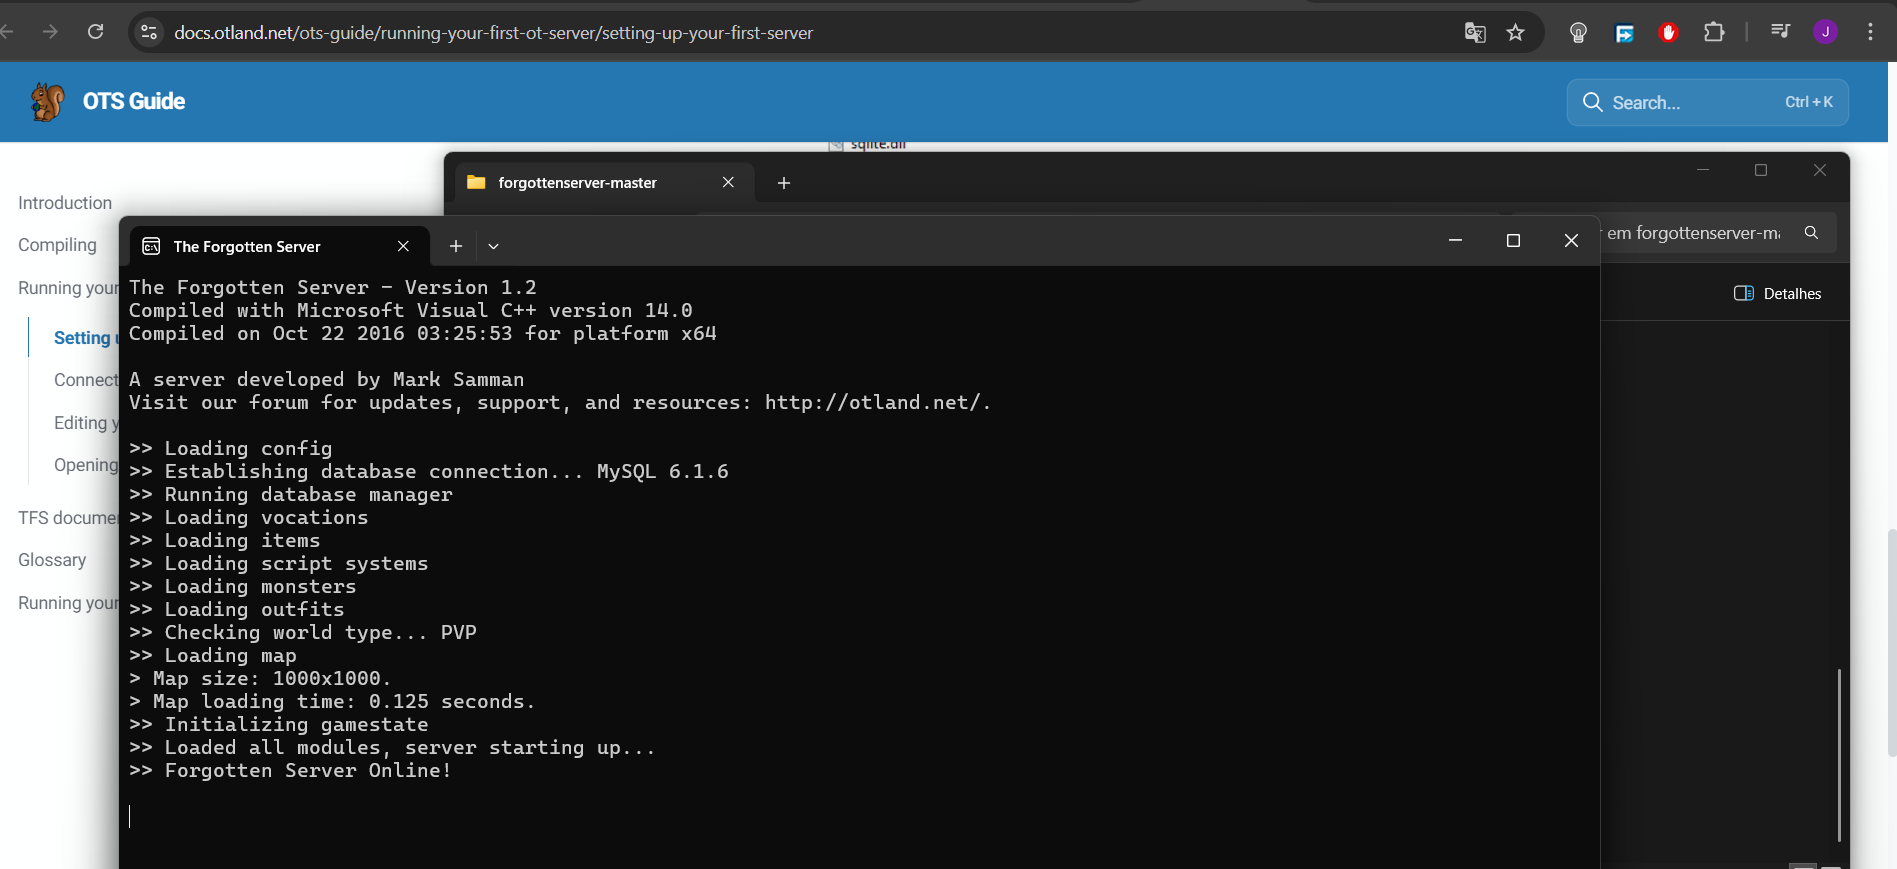 docs.otland.net/ots-guide/running-your-first-ot-server/setting-up-your-first-server
J
OTS Guide
Search...
Ctrl + K
sqlite.dll
forgottenserver-master
Introduction
Compiling
Running your
Setting
Connect
Editing
Opening
TFS
Glossary
Running your
em forgottenserver-ma
Detalhes
The Forgotten Server
The Forgotten Server - Version 1.2
Compiled with Microsoft Visual C++ version 14.0
Compiled on Oct 22 2016 03:25:53 for platform x64
A server developed by Mark Samman
Visit our forum for updates, support, and resources: http://otland.net/.
>> Loading config
>> Establishing database connection... MySQL 6.1.6
>> Running database manager
>> Loading vocations
>> Loading items
>> Loading script systems
>> Loading monsters
>> Loading outfits
>> Checking world type... PVP
>> Loading map
> Map size: 1000x1000.
> Map loading time: 0.125 seconds.
>> Initializing gamestate
>> Loaded all modules, server starting up...
>> Forgotten Server Online!